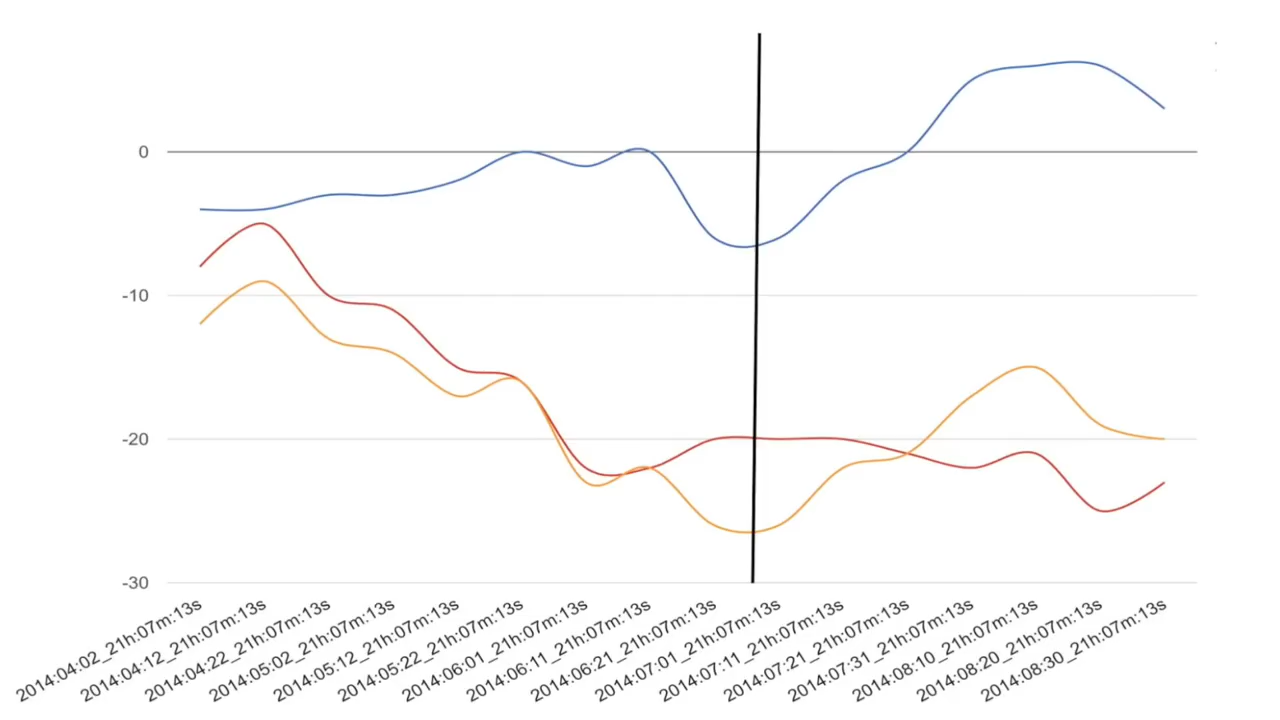 0
-10
-20
-30
2014:04:02_21h:07m:13s
2014:04:12_21h:07m:13s
2014:04:22_21h:07m:13s
2014:05:02_21h:07m:13s
2014:05:12_21h:07m:13s
2014:05:22_21h:07m:13s
2014:06:01_21h:07m:13s
2014:06:11_21h:07m:13s
2014:06:21_21h:07m:13s
2014:07:01_21h:07m:13s
2014:07:11_21h:07m:13s
2014:07:21_21h:07m:13s
2014:07:31_21h:07m:13s
2014:08:10_21h:07m:13s
2014:08:20_21h:07m:13s
2014:08:30_21h:07m:13s